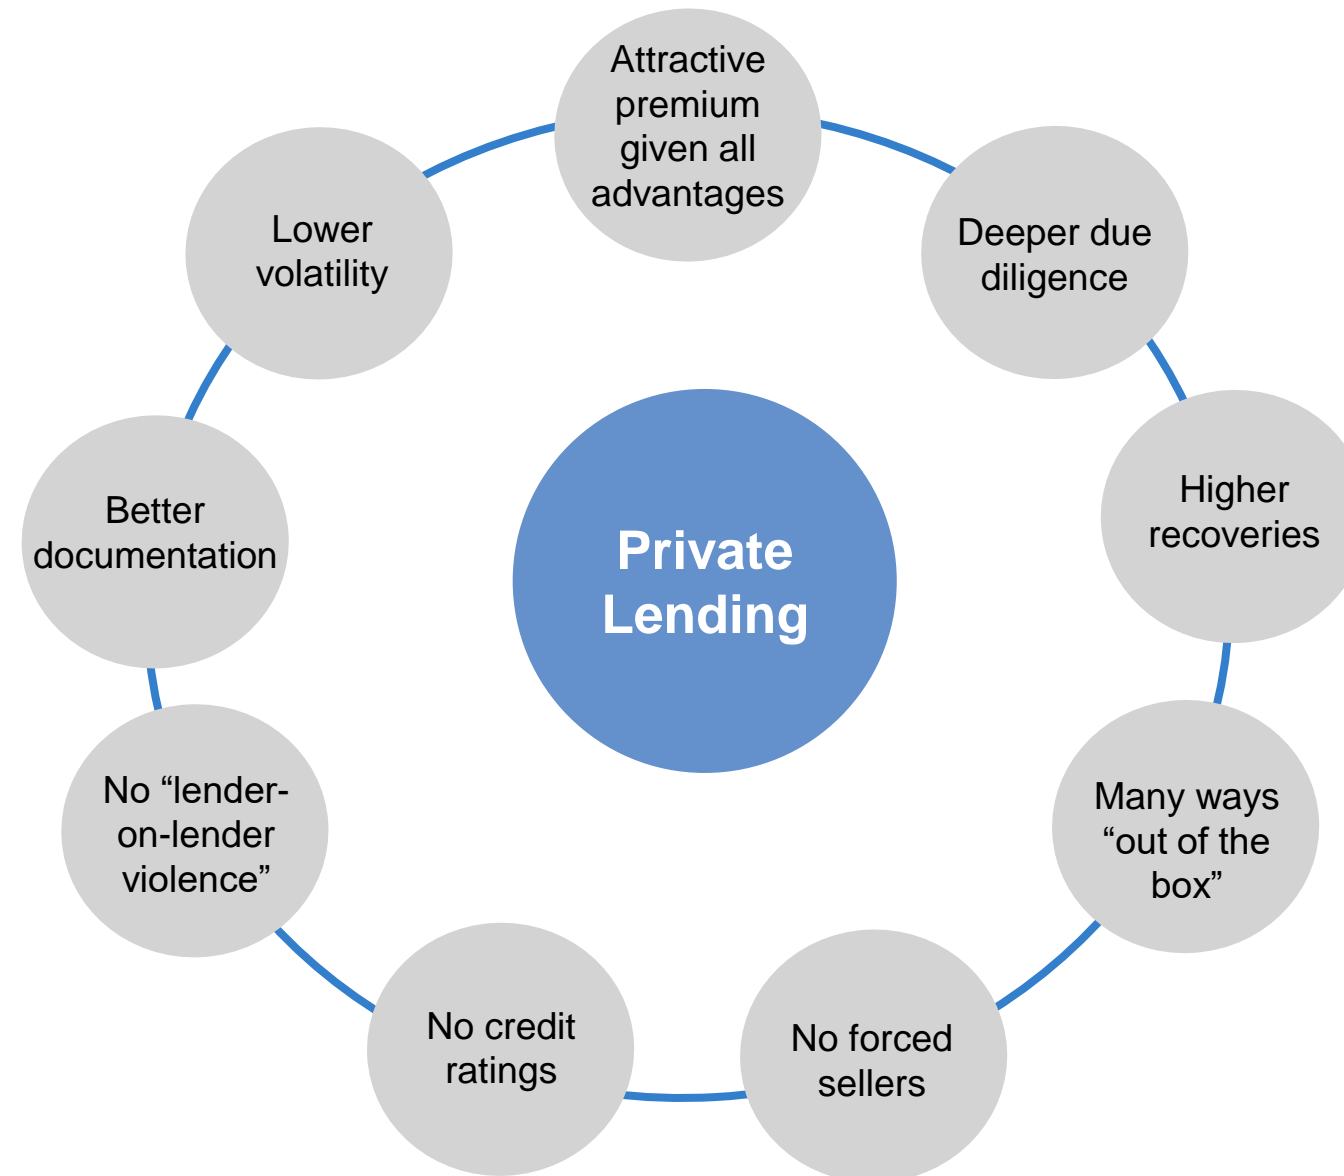 Attractive
premium
given all
advantages
Deeper due
diligence
Higher
recoveries
Many ways
“out of the
box”
No forced
sellers
No credit
ratings
No “lender-
on-lender
violence”
Better
documentation
Lower
volatility
Private
Lending